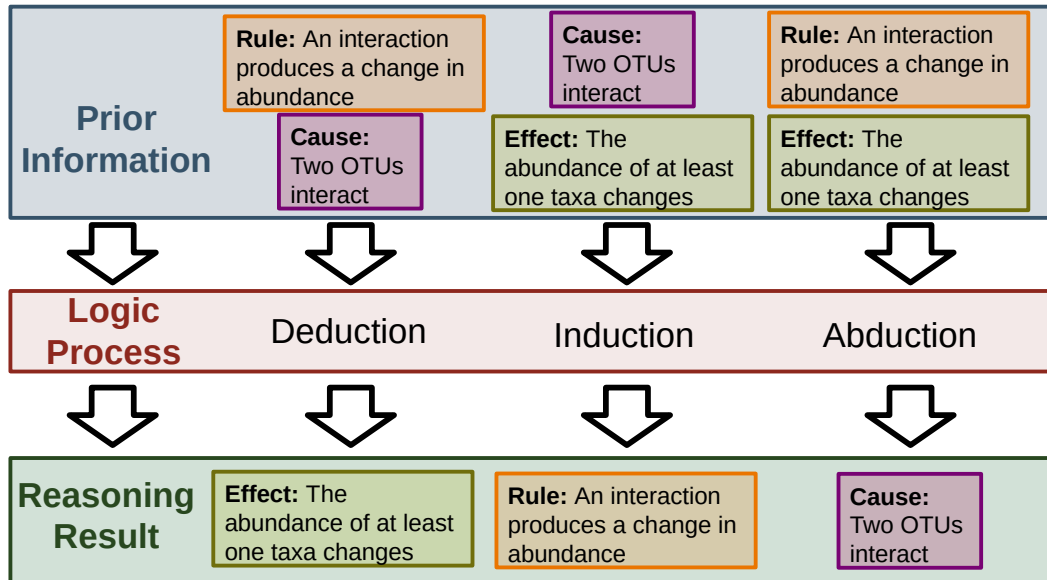 Prior
Information
Rule: An interaction
produces a change in
abundance
Cause:
Two OTUs
interact
Cause:
Two OTUs
interact
Effect: The
abundance of at least
one taxa changes
Rule: An interaction
produces a change in
abundance
Effect: The
abundance of at least
one taxa changes
Logic
Process
Deduction
Induction
Abduction
Reasoning
Result
Effect: The
abundance of at least
one taxa changes
Rule: An interaction
produces a change in
abundance
Cause:
Two OTUs
interact